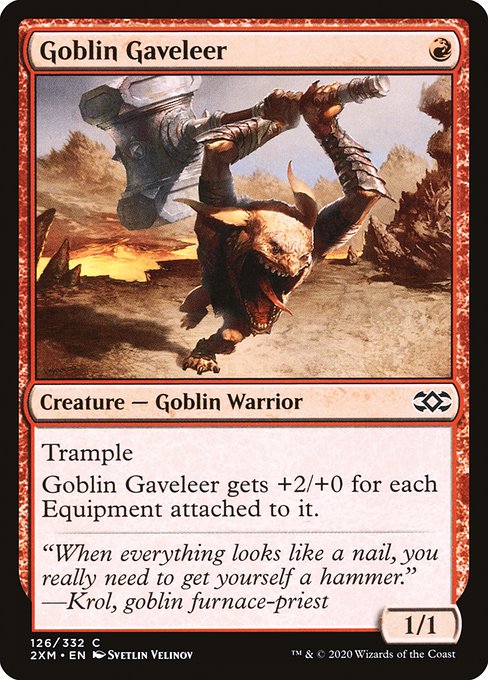 Goblin Gaveleer
Creature — Goblin Warrior
Trample
Goblin Gaveleer gets +2/+0 for each
Equipment attached to it.
“When everything looks like a nail, you
really need to get yourself a hammer.”
—Krol, goblin furnace-priest
1/1
126/332 C
2XM • EN Svetlin Velinov
™ & © 2020 Wizards of the Coast